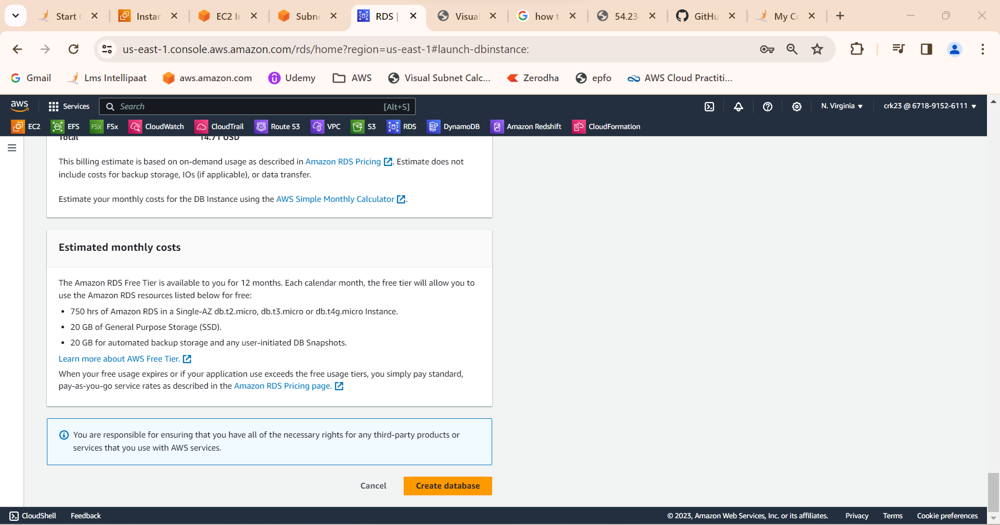 Start
Instar
EC2 Ir
Subne
RDS |
Visual
how t
54.23
GitHu
My Co
us-east-1.console.aws.amazon.com/rds/home?region=us-east-1#launch-dbinstance:
Gmail
Lms Intellipaat
aws.amazon.com
Udemy
AWS
Visual Subnet Calc...
Zerodha
epfo
AWS Cloud Practiti...
aws
Services
Search
[Alt+S]
N. Virginia
crk23 @ 6718-9152-6111
EC2
EFS
FSx
FSx
CloudWatch
CloudTrail
Route 53
VPC
S3
RDS
DynamoDB
Amazon Redshift
CloudFormation
Total 14.71 USD
This billing estimate is based on on-demand usage as described in Amazon RDS Pricing. Estimate does not
include costs for backup storage, IOs (if applicable), or data transfer.
Estimate your monthly costs for the DB Instance using the AWS Simple Monthly Calculator.
Estimated monthly costs
The Amazon RDS Free Tier is available to you for 12 months. Each calendar month, the free tier will allow you to
use the Amazon RDS resources listed below for free:
• 750 hrs of Amazon RDS in a Single-AZ db.t2.micro, db.t3.micro or db.t4g.micro Instance.
• 20 GB of General Purpose Storage (SSD).
• 20 GB for automated backup storage and any user-initiated DB Snapshots.
Learn more about AWS Free Tier.
When your free usage expires or if your application use exceeds the free usage tiers, you simply pay standard,
pay-as-you-go service rates as described in the Amazon RDS Pricing page.
You are responsible for ensuring that you have all of the necessary rights for any third-party products or
services that you use with AWS services.
Cancel
Create database
CloudShell
Feedback
© 2023, Amazon Web Services, Inc. or its affiliates.
Privacy
Terms
Cookie preferences